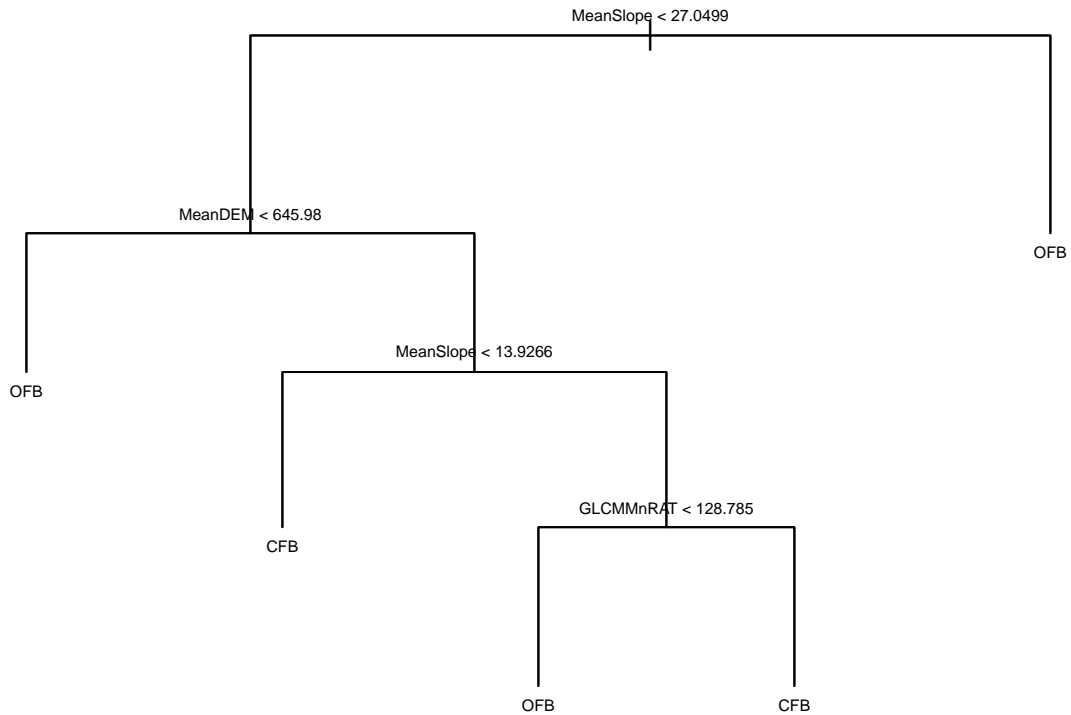 MeanSlope < 27.0499
MeanDEM < 645.98
OFB
MeanSlope < 13.9266
OFB
GLCMMnRAT < 128.785
CFB
OFB
CFB